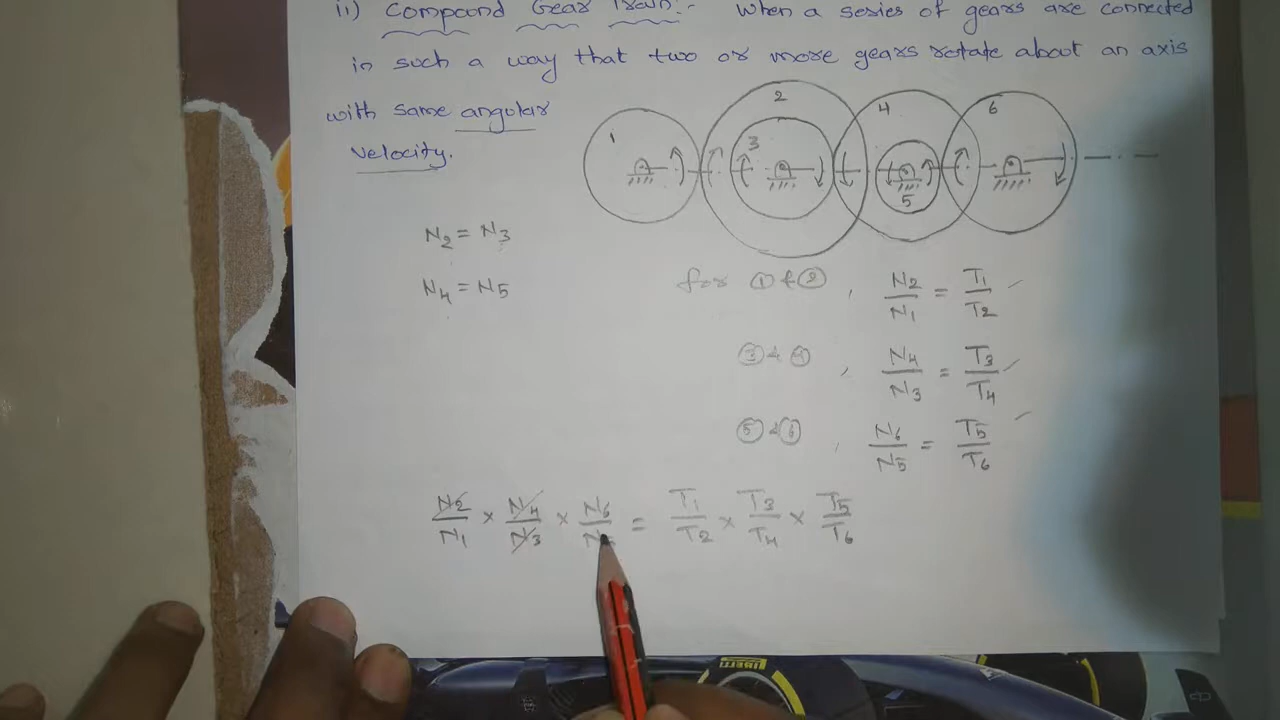 ii) Compound Gear Train:- When a series of gears are connected
in such a way that two or more gears rotate about an axis
with same angular
velocity.
1 2 3 4 5 6
N2 = N3
N4 = N5
for ① & ② , N2/N1 = T1/T2
③ & ④ , N4/N3 = T3/T4
⑤ & ⑥ , N6/N5 = T5/T6
N2/N1 × N4/N3 × N6/N = T1/T2 × T3/T4 × T5/T6
PIRELLI